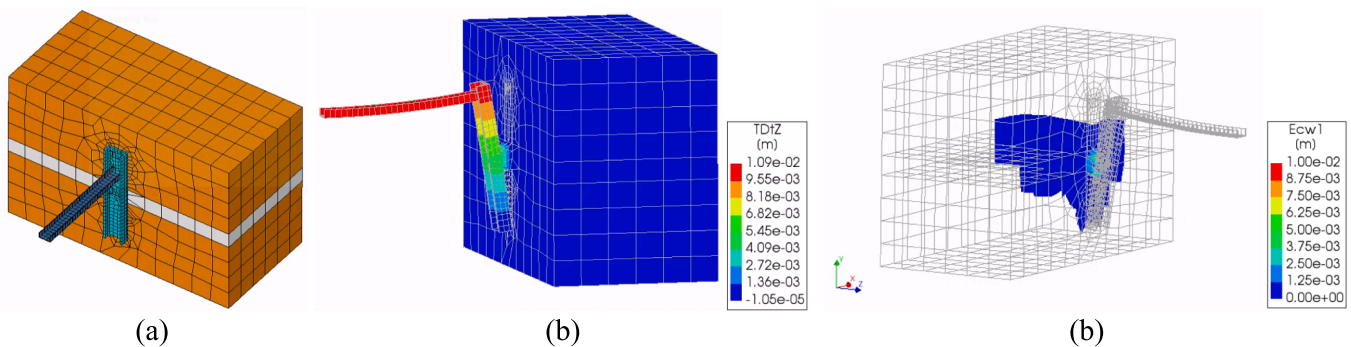 TDtZ
(m)
1.09e-02
9.55e-03
8.18e-03
6.82e-03
5.45e-03
4.09e-03
2.72e-03
1.36e-03
-1.05e-05
Ecw1
(m)
1.00e-02
8.75e-03
7.50e-03
6.25e-03
5.00e-03
3.75e-03
2.50e-03
1.25e-03
0.00e+00
Y
X
Z
(a)
(b)
(b)